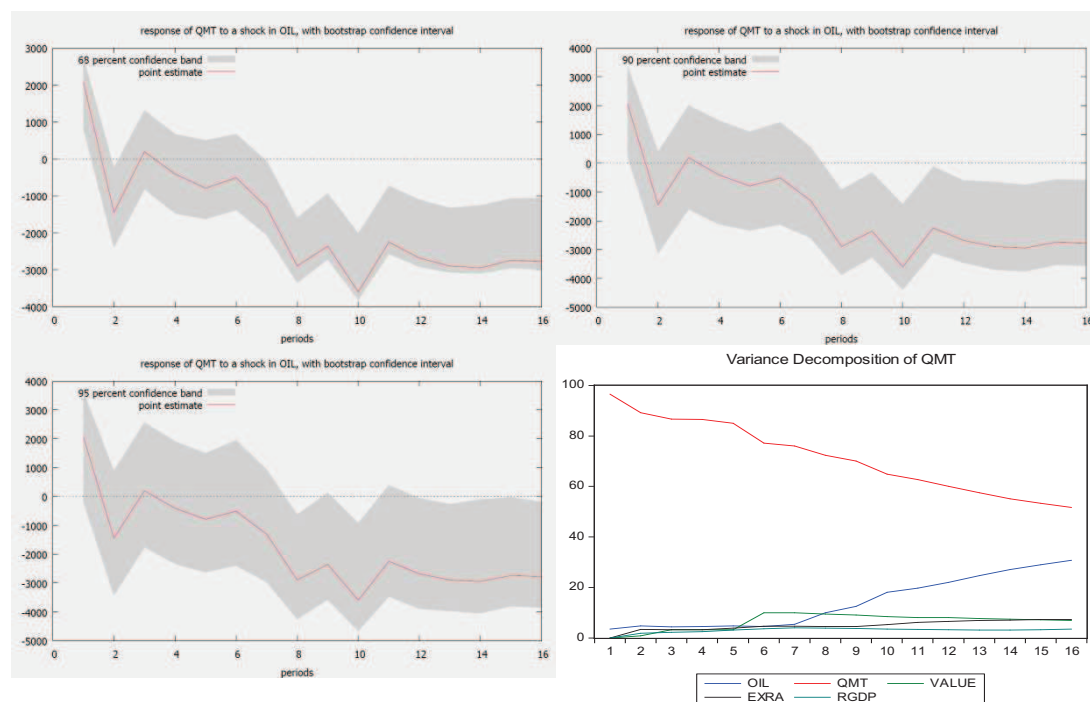 response of QMT to a shock in OIL, with bootstrap confidence interval
3000
2000
1000
0
-1000
-2000
-3000
-4000
68 percent confidence band
point estimate
0 2 4 6 8 10 12 14 16
periods
response of QMT to a shock in OIL, with bootstrap confidence interval
4000
3000
2000
1000
0
-1000
-2000
-3000
-4000
-5000
90 percent confidence band
point estimate
0 2 4 6 8 10 12 14 16
periods
response of QMT to a shock in OIL, with bootstrap confidence interval
4000
3000
2000
1000
0
-1000
-2000
-3000
-4000
-5000
95 percent confidence band
point estimate
0 2 4 6 8 10 12 14 16
periods
Variance Decomposition of QMT
100
80
60
40
20
0
1 2 3 4 5 6 7 8 9 10 11 12 13 14 15 16
OIL QMT VALUE
EXRA RGDP